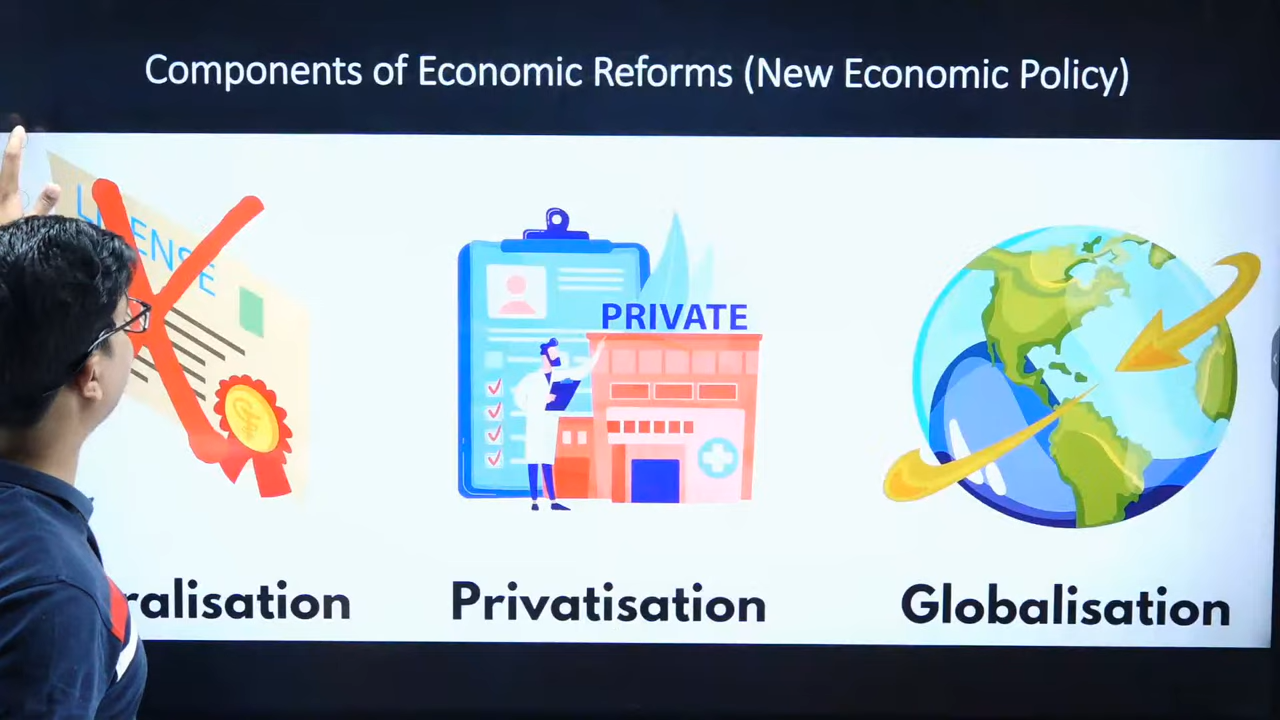 Components of Economic Reforms (New Economic Policy)
PRIVATE
ralisation
Privatisation
Globalisation